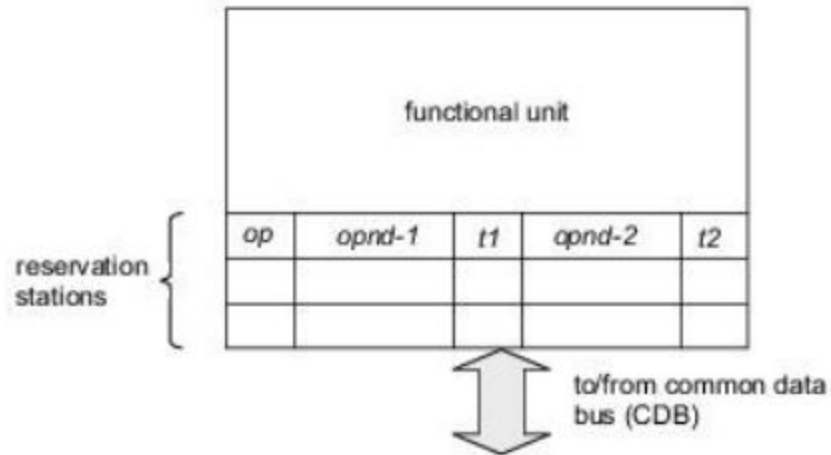 functional unit
op opnd-1 t1 opnd-2 t2
reservation
stations
to/from common data
bus (CDB)